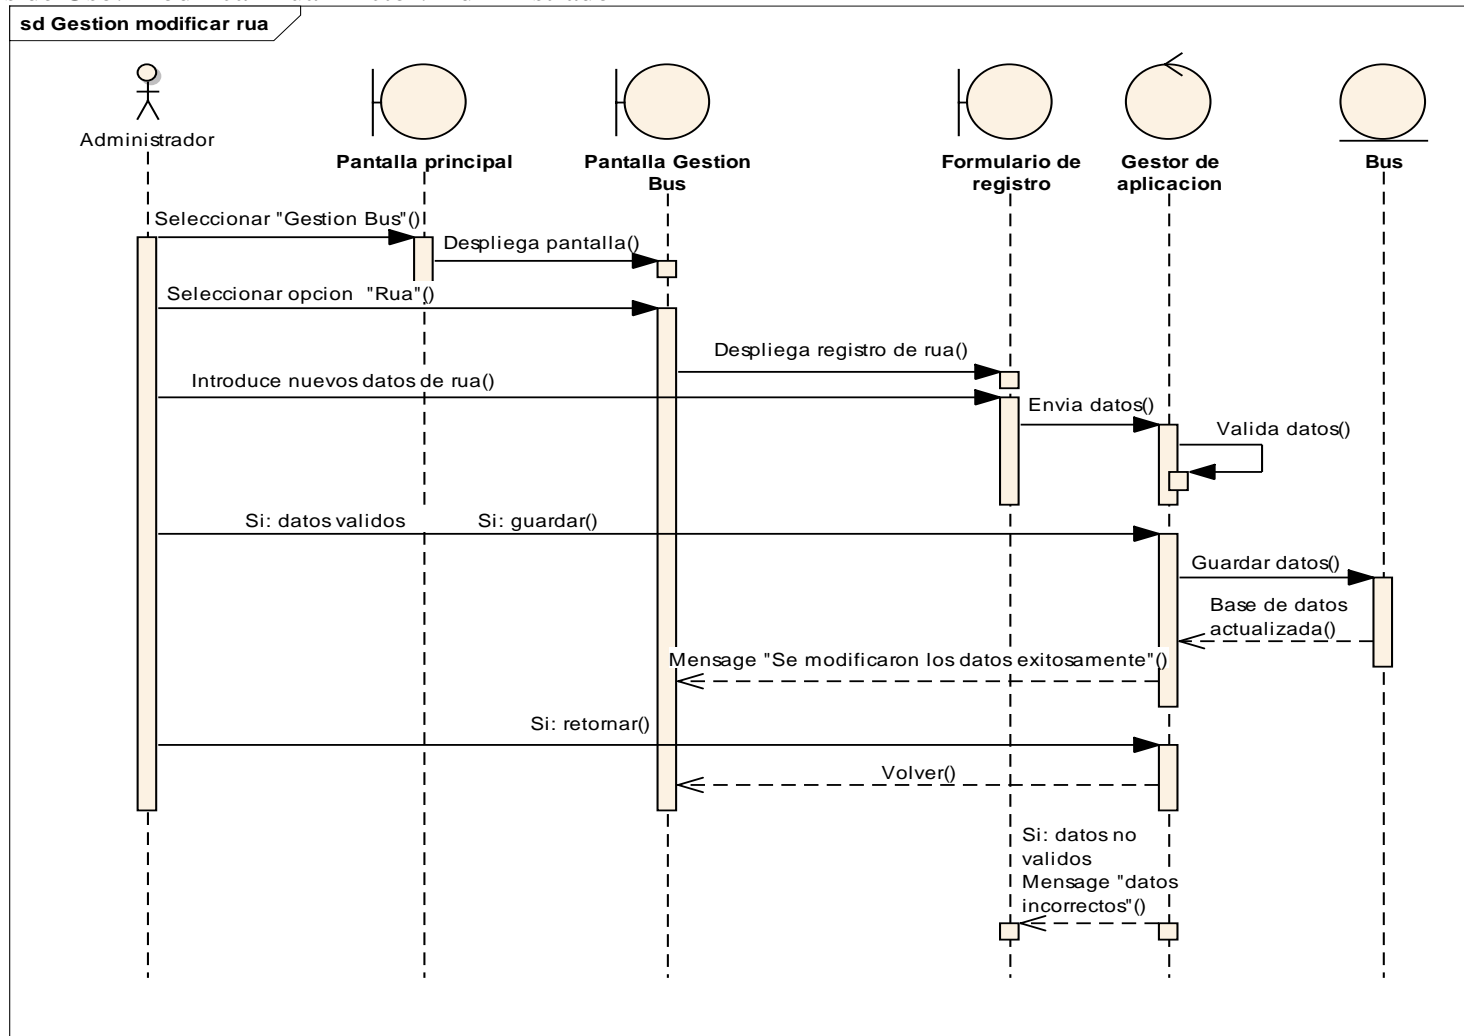 sd Gestion modificar rua
Administrador
Pantalla principal
Pantalla Gestion
Bus
Formulario de
registro
Gestor de
aplicacion
Bus
Seleccionar "Gestion Bus"()
Despliega pantalla()
Seleccionar opcion "Rua"()
Despliega registro de rua()
Introduce nuevos datos de rua()
Envia datos()
Valida datos()
Si: datos validos Si: guardar()
Guardar datos()
Base de datos
actualizada()
Mensage "Se modificaron los datos exitosamente"()
Si: retornar()
Volver()
Si: datos no
validos
Mensage "datos
incorrectos"()